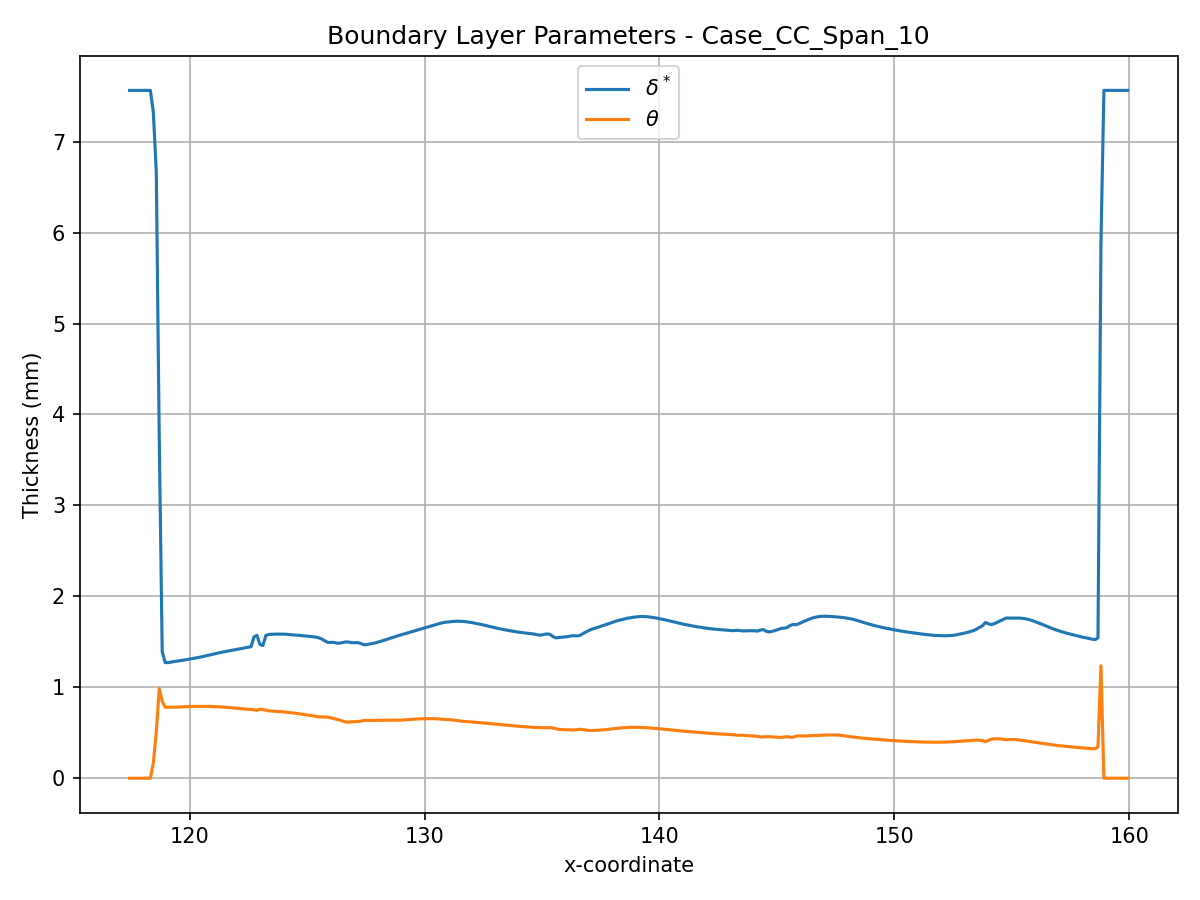 Boundary Layer Parameters - Case_CC_Span_10
δ*
θ
Thickness (mm)
7
6
5
4
3
2
1
0
120 130 140 150 160
x-coordinate